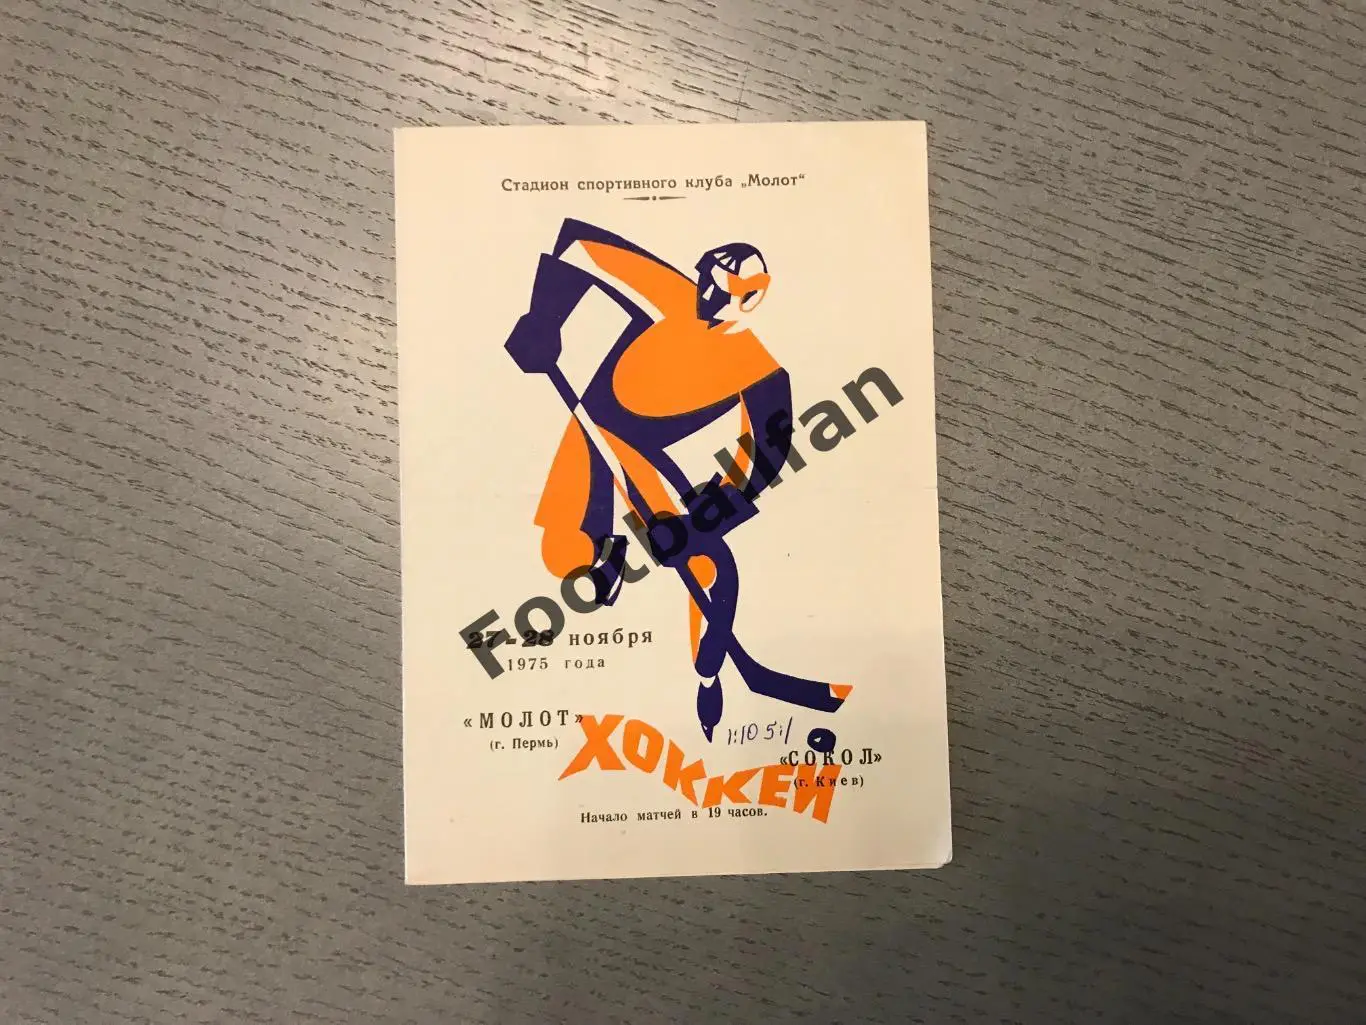 Стадион спортивного клуба „Молот“
Footballfan
27-28 ноября
1975 года
«МОЛОТ»
(г. Пермь)
ХОККЕЙ
1:10 5:1
«СОКОЛ»
(г. Киев)
Начало матчей в 19 часов.